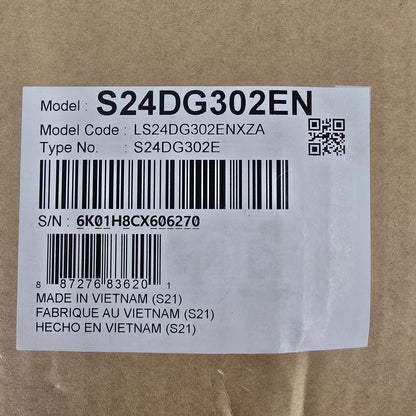 Model : S24DG302EN
Model Code : LS24DG302ENXZA
Type No. : S24DG302E
S/N : 6K01H8CX606270
8 87276 83620 1
MADE IN VIETNAM (S21)
FABRIQUE AU VIETNAM (S21)
HECHO EN VIETNAM (S21)